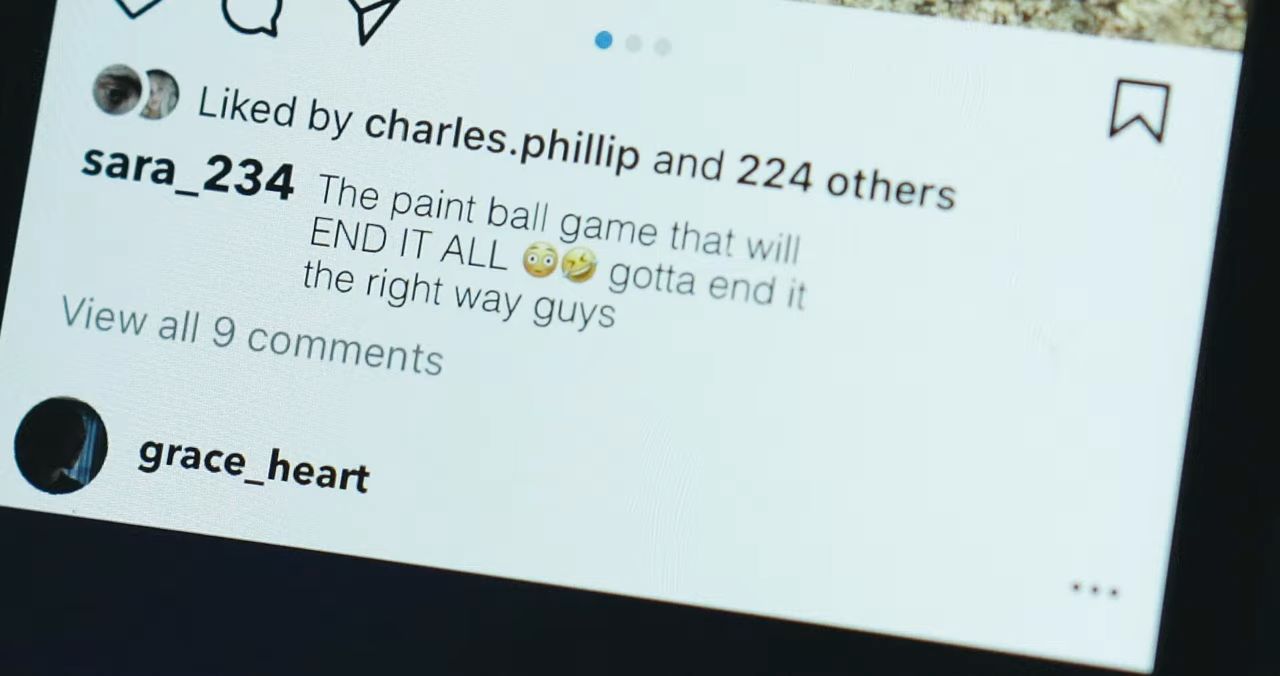 Liked by charles.phillip and 224 others
sara_234 The paint ball game that will
END IT ALL 😳🤣 gotta end it
the right way guys
View all 9 comments
grace_heart